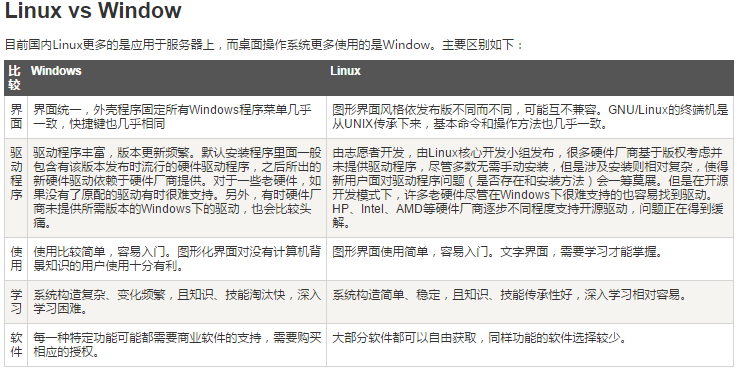 Linux vs Window
目前国内Linux更多的是应用于服务器上，而桌面操作系统更多使用的是Window。主要区别如下：
比较 Windows Linux
界面
界面统一，外壳程序固定所有Windows程序菜单几乎
一致，快捷键也几乎相同
图形界面风格依发布版不同而不同，可能互不兼容。GNU/Linux的终端机是
从UNIX传承下来，基本命令和操作方法也几乎一致。
驱动程序
驱动程序丰富，版本更新频繁。默认安装程序里面一般
包含有该版本发布时流行的硬件驱动程序，之后所出的
新硬件驱动依赖于硬件厂商提供。对于一些老硬件，如
果没有了原配的驱动有时很难支持。另外，有时硬件厂
商未提供所需版本的Windows下的驱动，也会比较头
痛。
由志愿者开发，由Linux核心开发小组发布，很多硬件厂商基于版权考虑并
未提供驱动程序，尽管多数无需手动安装，但是涉及安装则相对复杂，使得
新用户面对驱动程序问题（是否存在和安装方法）会一筹莫展。但是在开源
开发模式下，许多老硬件尽管在Windows下很难支持的也容易找到驱动。
HP、Intel、AMD等硬件厂商逐步不同程度支持开源驱动，问题正在得到缓
解。
使用
使用比较简单，容易入门。图形化界面对没有计算机背
景知识的用户使用十分有利。
图形界面使用简单，容易入门。文字界面，需要学习才能掌握。
学习
系统构造复杂、变化频繁，且知识、技能淘汰快，深入
学习困难。
系统构造简单、稳定，且知识、技能传承性好，深入学习相对容易。
软件
每一种特定功能可能都需要商业软件的支持，需要购买
相应的授权。
大部分软件都可以自由获取，同样功能的软件选择较少。